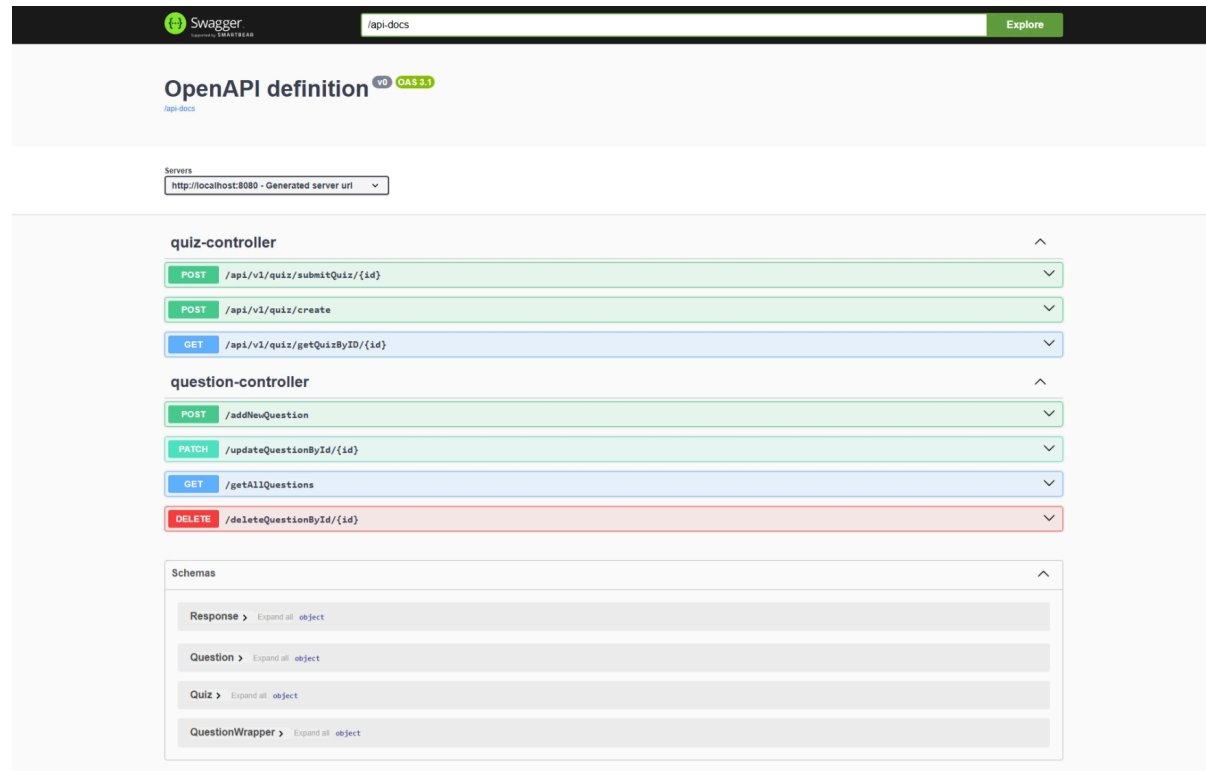 Swagger.
Supported by SMARTBEAR
/api-docs
Explore
OpenAPI definition v0 OAS 3.1
/api-docs
Servers
http://localhost:8080 - Generated server url
quiz-controller
POST /api/v1/quiz/submitQuiz/{id}
POST /api/v1/quiz/create
GET /api/v1/quiz/getQuizByID/{id}
question-controller
POST /addNewQuestion
PATCH /updateQuestionById/{id}
GET /getAllQuestions
DELETE /deleteQuestionById/{id}
Schemas
Response Expand all object
Question Expand all object
Quiz Expand all object
QuestionWrapper Expand all object